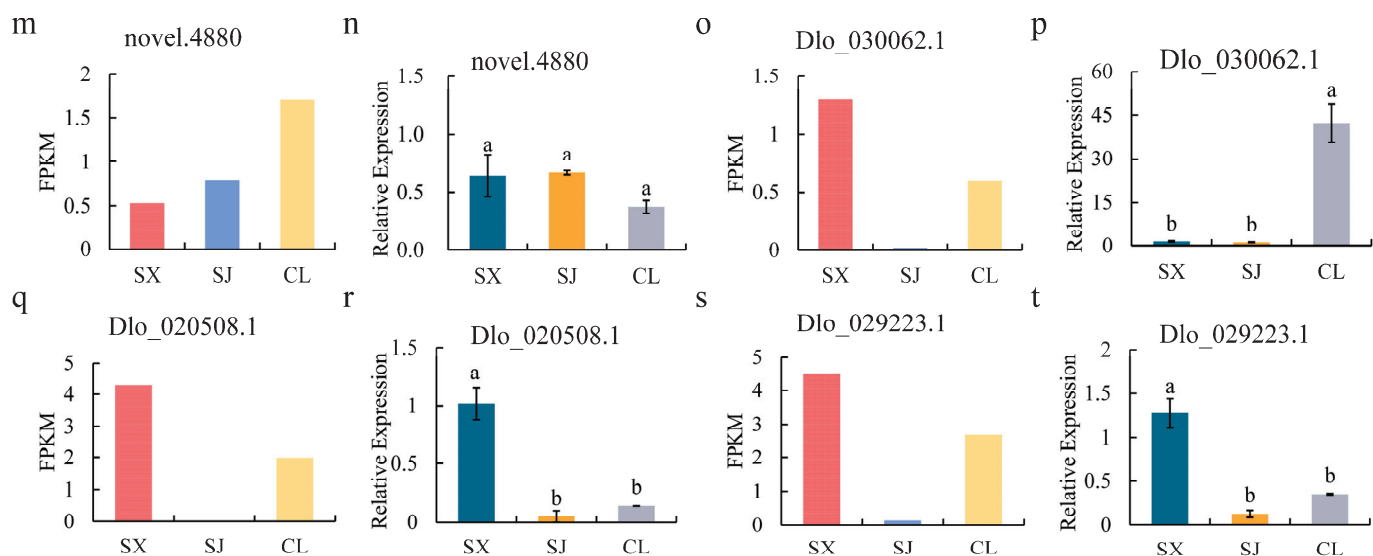 m
novel.4880
FPKM
2
1.5
1
0.5
0
SX SJ CL
n
novel.4880
Relative Expression
1.5
1.0
0.5
0.0
a a a
SX SJ CL
o
Dlo_030062.1
FPKM
1.5
1
0.5
0
SX SJ CL
p
Dlo_030062.1
Relative Expression
60
45
30
15
0
b b a
SX SJ CL
q
Dlo_020508.1
FPKM
5
4
3
2
1
0
SX SJ CL
r
Dlo_020508.1
Relative Expression
1.5
1
0.5
0
a b b
SX SJ CL
s
Dlo_029223.1
FPKM
5
4
3
2
1
0
SX SJ CL
t
Dlo_029223.1
Relative Expression
2
1.5
1
0.5
0
a b b
SX SJ CL